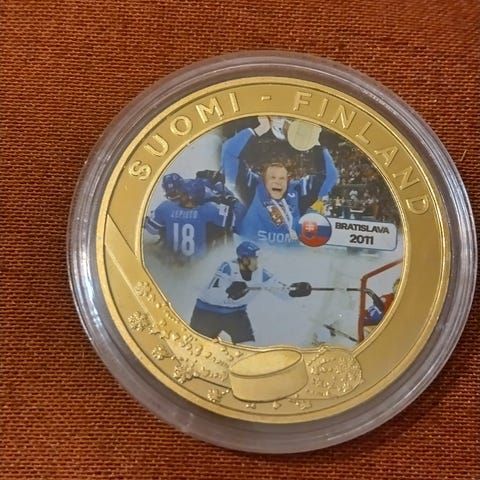 SUOMI - FINLAND
LEPISTÖ
18
SUOMI
BRATISLAVA
2011